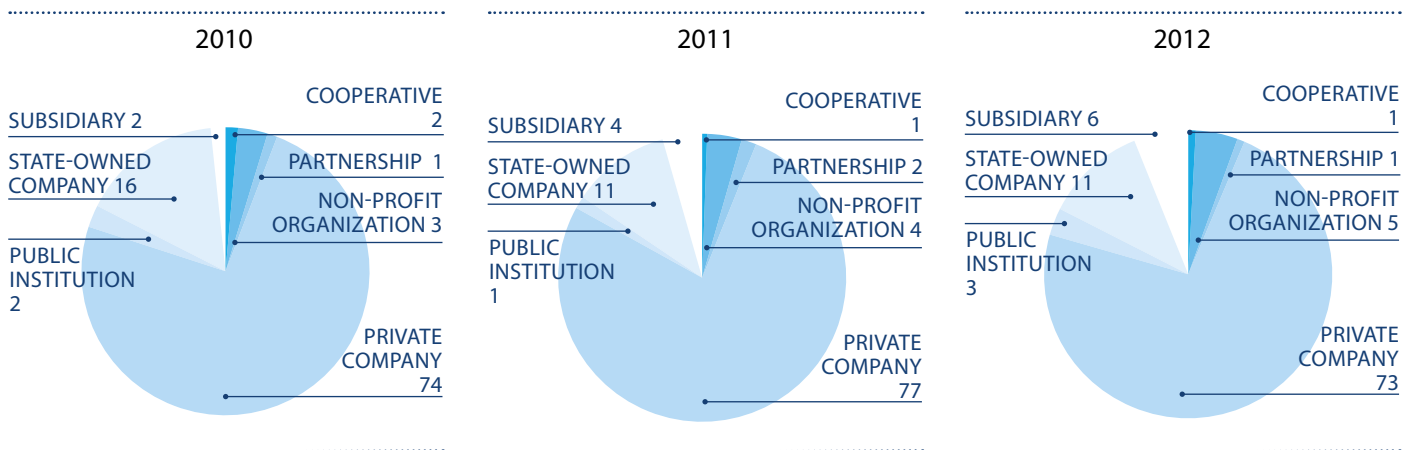 2010
COOPERATIVE
2
SUBSIDIARY 2
STATE-OWNED
COMPANY 16
PARTNERSHIP 1
NON-PROFIT
ORGANIZATION 3
PUBLIC
INSTITUTION
2
PRIVATE
COMPANY
74
2011
COOPERATIVE
1
SUBSIDIARY 4
STATE-OWNED
COMPANY 11
PARTNERSHIP 2
NON-PROFIT
ORGANIZATION 4
PUBLIC
INSTITUTION
1
PRIVATE
COMPANY
77
2012
COOPERATIVE
1
SUBSIDIARY 6
STATE-OWNED
COMPANY 11
PARTNERSHIP 1
NON-PROFIT
ORGANIZATION 5
PUBLIC
INSTITUTION
3
PRIVATE
COMPANY
73